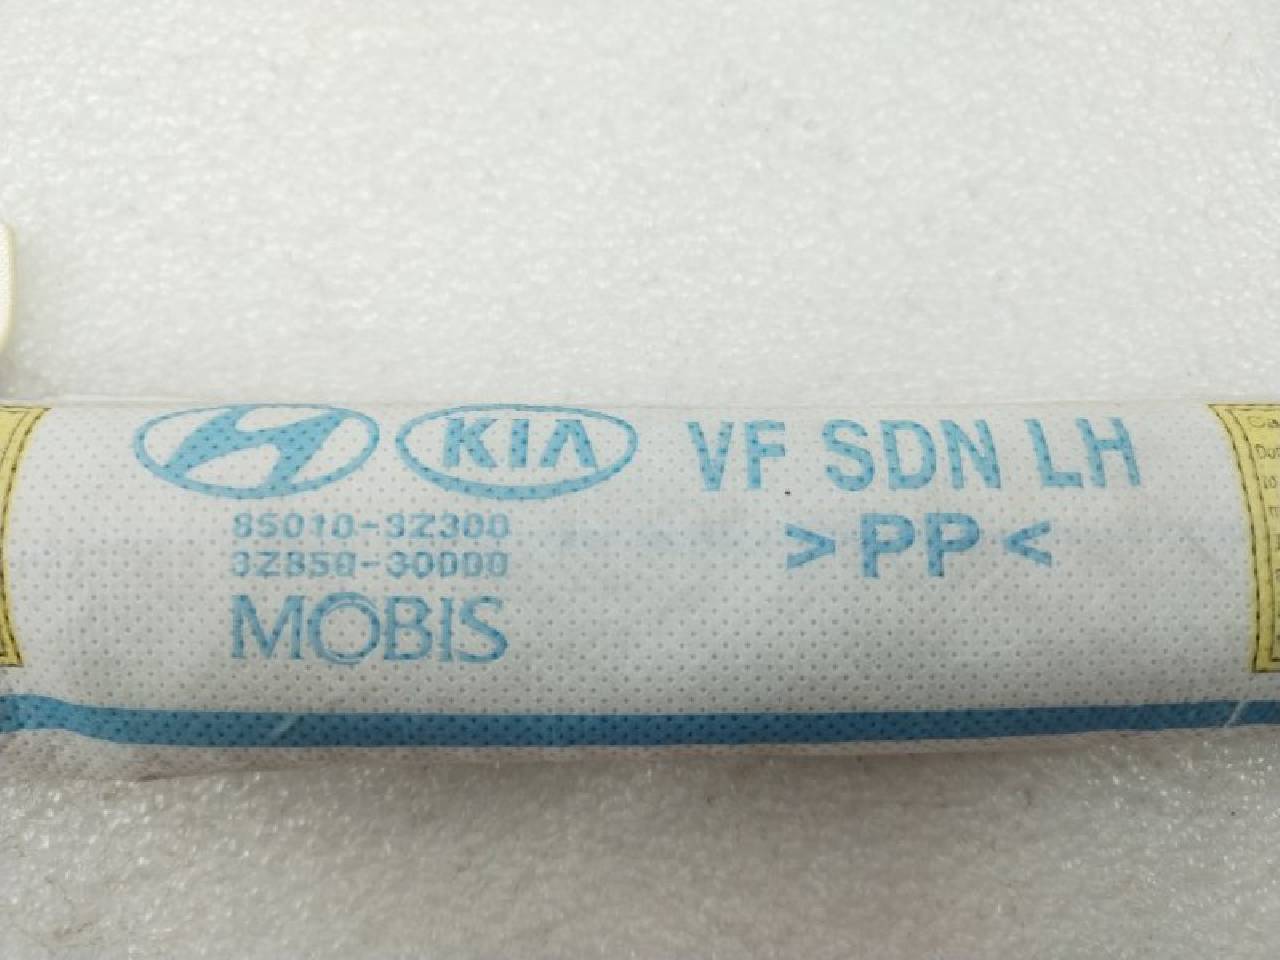 KIA VF SDN LH
85010-3Z300
>PP<
3Z850-30000
MOBIS